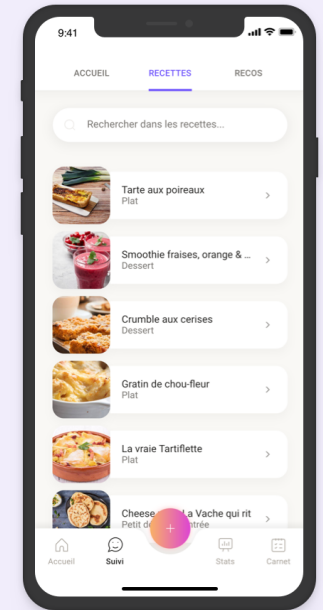 9:41
ACCUEIL RECETTES RECOS
Rechercher dans les recettes...
Tarte aux poireaux
Plat
Smoothie fraises, orange & ...
Dessert
Crumble aux cerises
Dessert
Gratin de chou-fleur
Plat
La vraie Tartiflette
Plat
Cheese La Vache qui rit
Petit
Accueil Suivi Stats Carnet